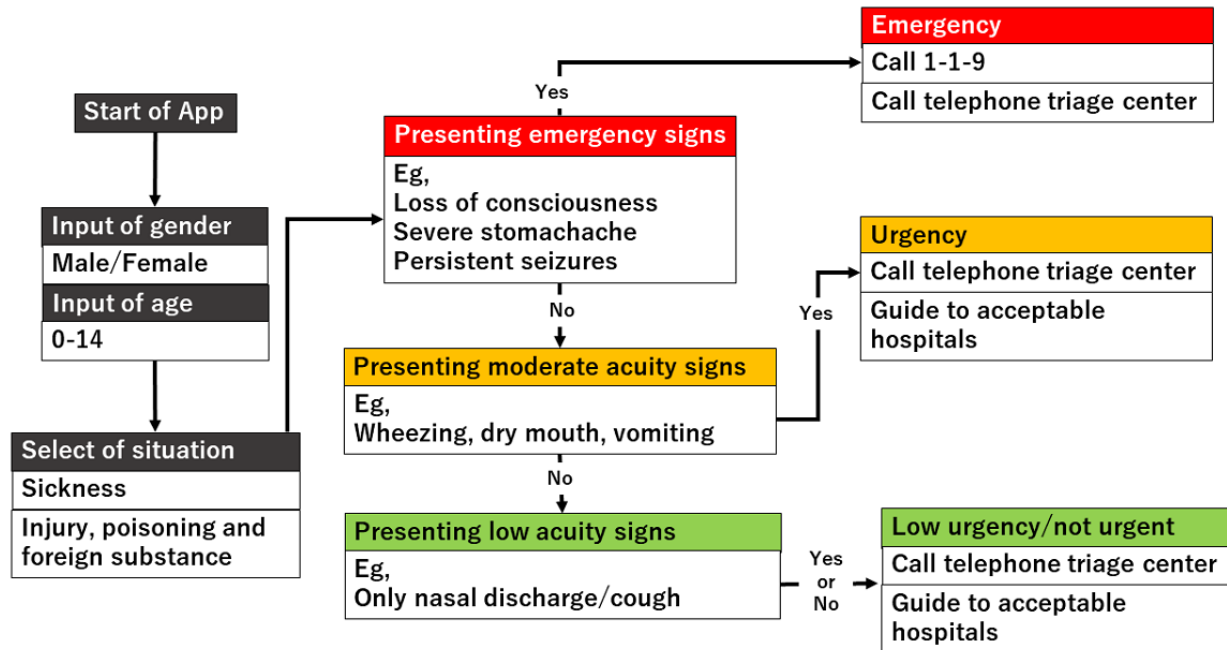 Start of App
Input of gender
Male/Female
Input of age
0-14
Select of situation
Sickness
Injury, poisoning and
foreign substance
Presenting emergency signs
Eg,
Loss of consciousness
Severe stomachache
Persistent seizures
Yes
Emergency
Call 1-1-9
Call telephone triage center
No
Presenting moderate acuity signs
Eg,
Wheezing, dry mouth, vomiting
Yes
Urgency
Call telephone triage center
Guide to acceptable
hospitals
No
Presenting low acuity signs
Eg,
Only nasal discharge/cough
Yes
or
No
Low urgency/not urgent
Call telephone triage center
Guide to acceptable
hospitals